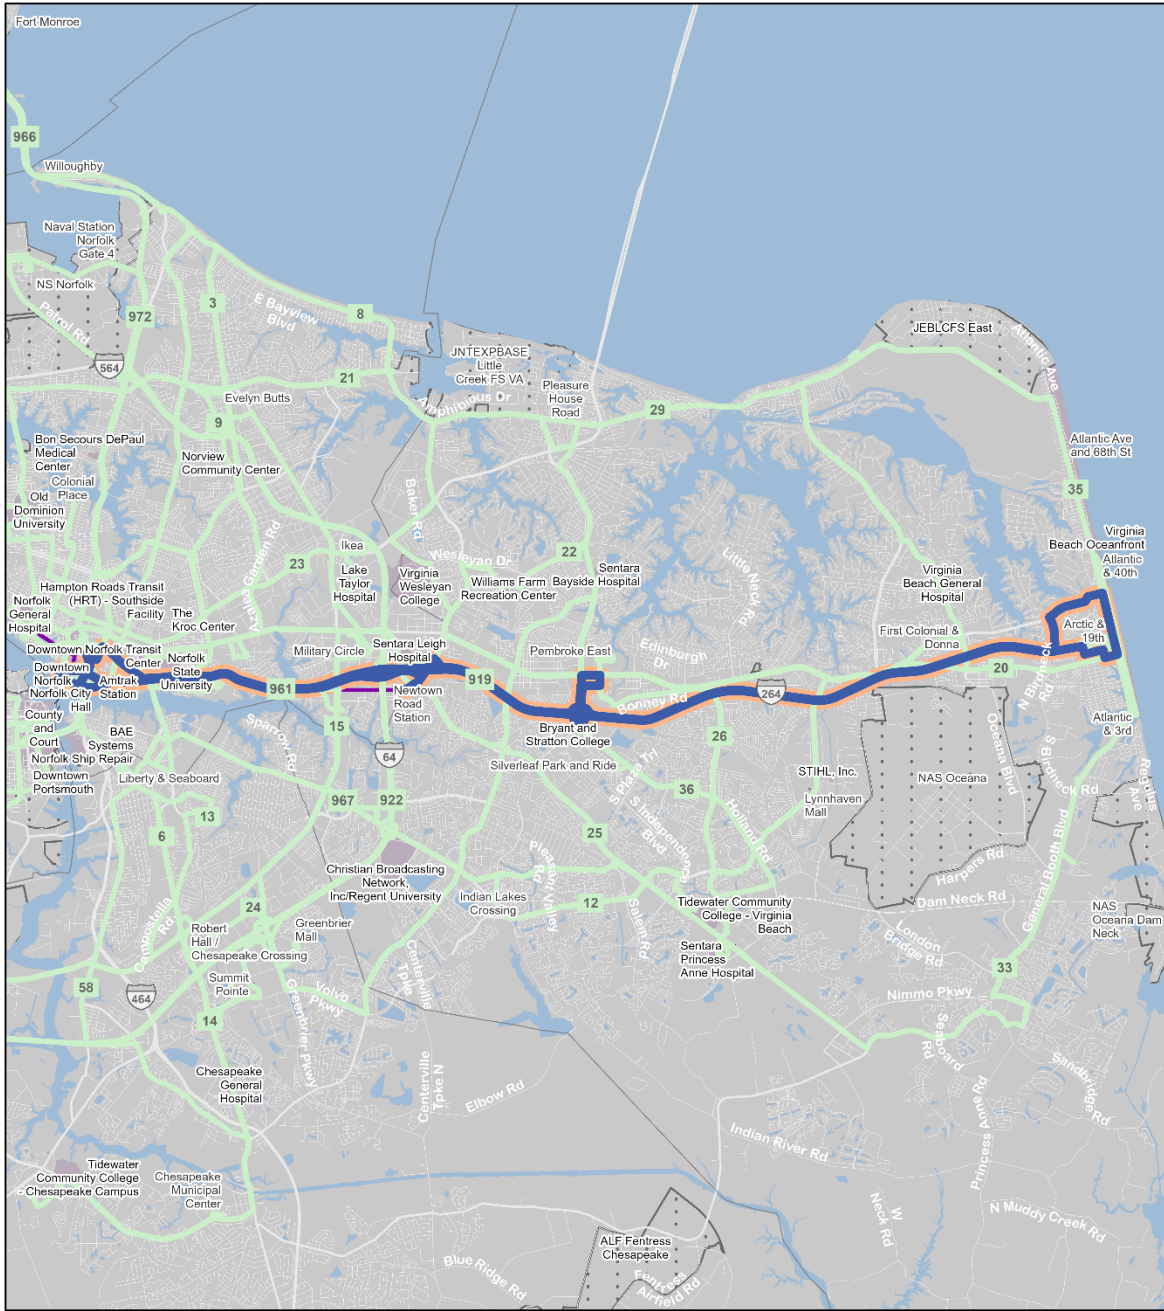 Fort Monroe
966
Willoughby
Naval Station
Norfolk
Gate 4
NS Norfolk
Patrol Rd
972
3
E Bayview
Blvd
8
564
JEBLCFS East
Atlantic
Ave
JNTEXPBASE
Little
Creek FS VA
21
Pleasure
House
Road
Evelyn Butts
Amphibious Dr
29
9
Bon Secours DePaul
Medical
Center
Norview
Community Center
Atlantic Ave
and 68th St
Colonial
Place
Old
Dominion
University
Baker Rd
35
Virginia
Beach Oceanfront
Atlantic
& 40th
Azalea Garden Rd
Ikea
23
Wesleyan Dr
22
Little Neck Rd
Lake
Taylor
Hospital
Virginia
Wesleyan
College
Williams Farm
Recreation Center
Bayside
Sentara
Hospital
Virginia
Beach General
Hospital
Hampton Roads Transit
(HRT) - Southside
Facility
Norfolk
General
Hospital
The
Kroc Center
Arctic &
19th
First Colonial &
Donna
Downtown Norfolk Transit
Center
Military Circle
Sentara Leigh
Hospital
Pembroke East
Edinburgh
Dr
Downtown
Norfolk
Norfolk City
Hall
Amtrak
Station
Norfolk
State
University
20
N Birdneck
Rd
961
919
Newtown
Road
Station
Bonney Rd
264
County
and
Court
15
Sparrow Rd
Bryant and
Stratton College
26
Oceana Blvd
Atlantic
& 3rd
BAE
Systems
Norfolk Ship Repair
64
S Birdneck Rd
Silverleaf Park and Ride
S Plaza Trl
STIHL, Inc.
NAS Oceana
Regulus
Ave
Downtown
Portsmouth
Liberty & Seaboard
36
Lynnhaven
Mall
967
922
13
S Independence
Blvd
Holland Rd
6
25
General Booth Blvd
Christian Broadcasting
Network,
Inc/Regent University
Pleasant Valley
Rd
Harpers Rd
Indian Lakes
Crossing
12
Tidewater Community
College - Virginia
Beach
Dam Neck Rd
24
Campostella
Rd
Greenbrier
Mall
Robert
Hall /
Chesapeake Crossing
Salem Rd
NAS
Oceana Dam
Neck
London
Bridge Rd
Centerville
Tpke
Sentara
Princess
Anne Hospital
33
58
464
Summit
Pointe
Volvo
Pkwy
Greenbrier Pkwy
Nimmo Pkwy
14
Seaboard
Rd
Chesapeake
General
Hospital
Centerville
Tpke N
Elbow Rd
Sandbridge
Rd
Princess Anne Rd
Indian River Rd
Tidewater
Community College
- Chesapeake Campus
Chesapeake
Municipal
Center
W
Neck Rd
N Muddy Creek Rd
ALF Fentress
Chesapeake
Blue Ridge Rd
Fentress
Airfield Rd